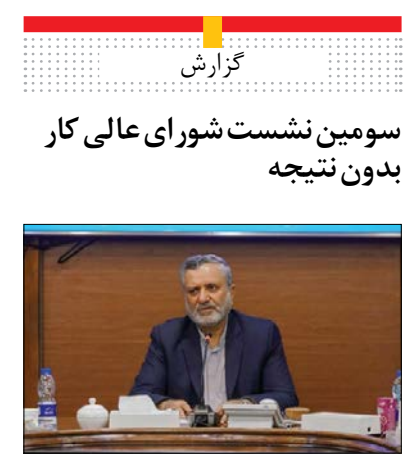 گزارش
سومین نشست شورای عالی کار
بدون نتیجه